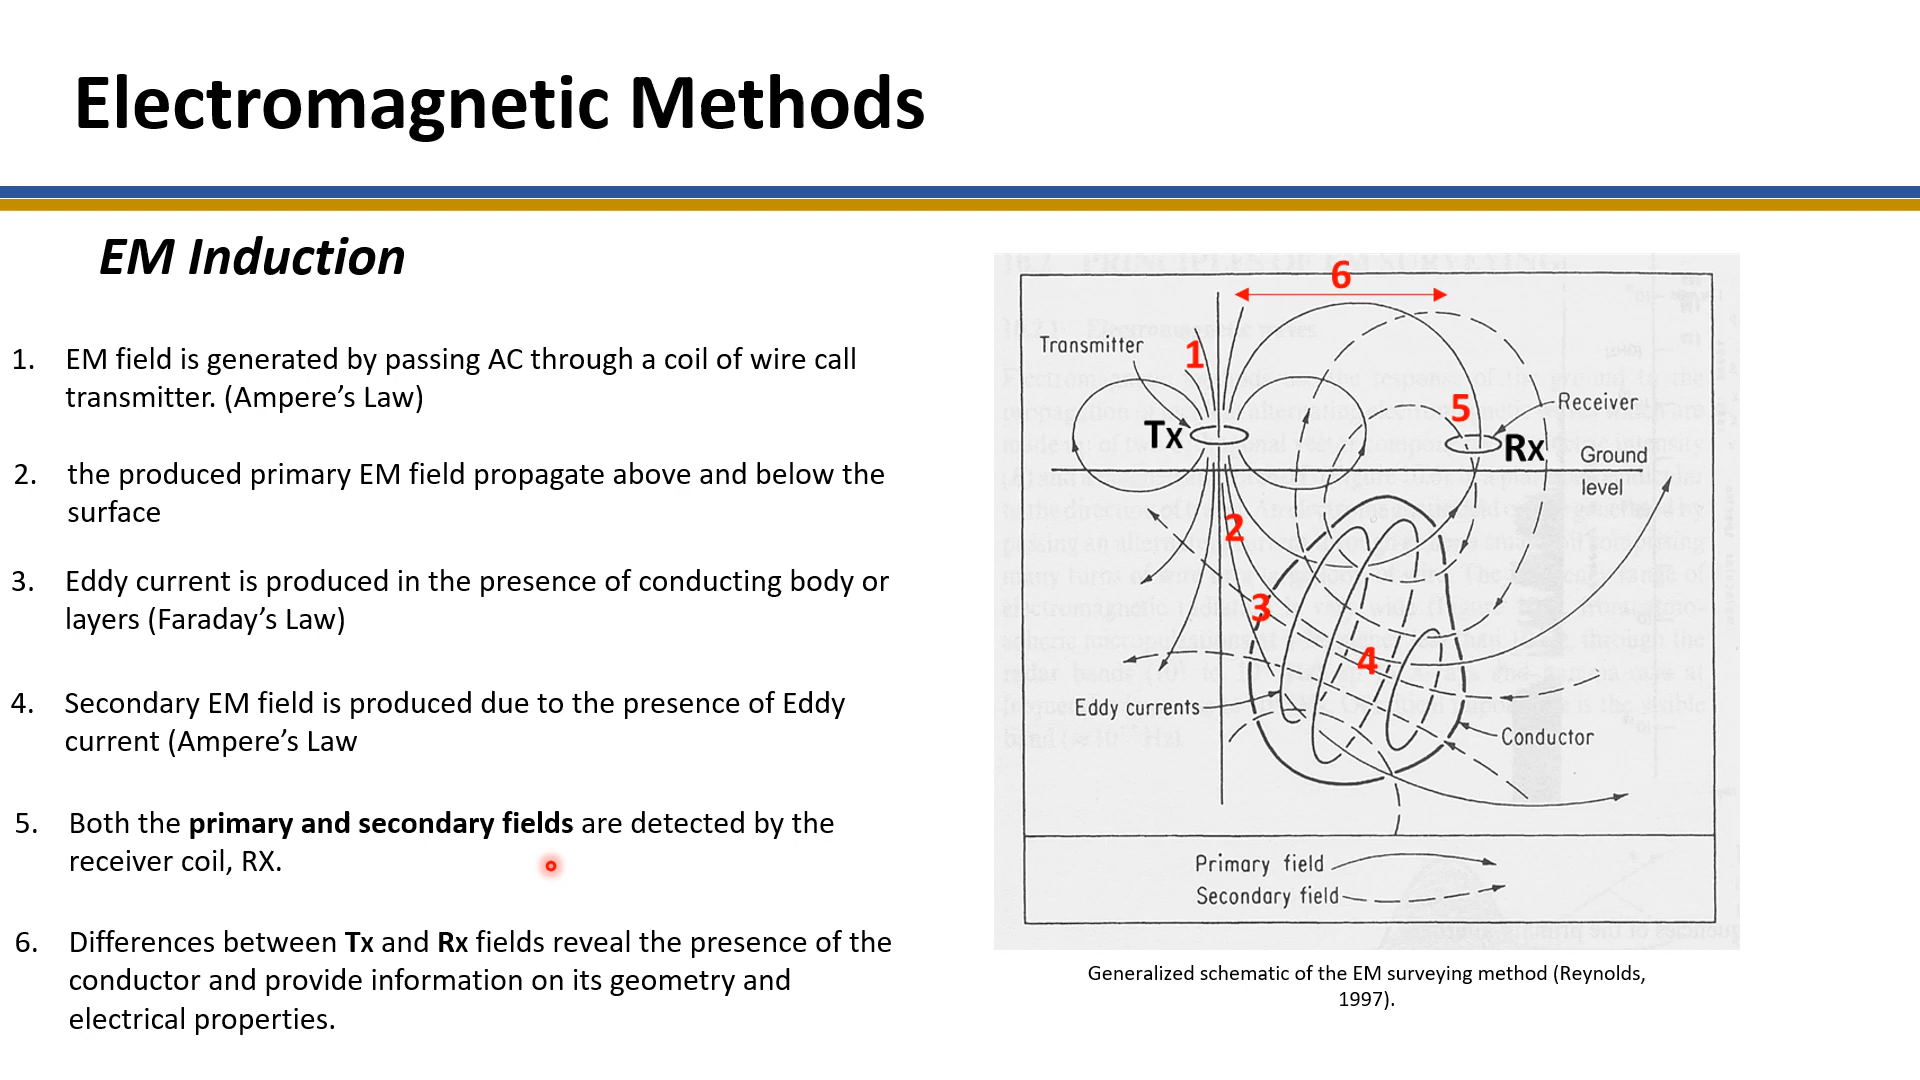 Electromagnetic Methods
EM Induction
1. EM field is generated by passing AC through a coil of wire call
transmitter. (Ampere’s Law)
2. the produced primary EM field propagate above and below the
surface
3. Eddy current is produced in the presence of conducting body or
layers (Faraday’s Law)
4. Secondary EM field is produced due to the presence of Eddy
current (Ampere’s Law
5. Both the primary and secondary fields are detected by the
receiver coil, RX.
6. Differences between Tx and Rx fields reveal the presence of the
conductor and provide information on its geometry and
electrical properties.
6
Transmitter
1
5
Receiver
Tx
Rx
Ground
level
2
3
4
Eddy currents
Conductor
Primary field
Secondary field
Generalized schematic of the EM surveying method (Reynolds,
1997).